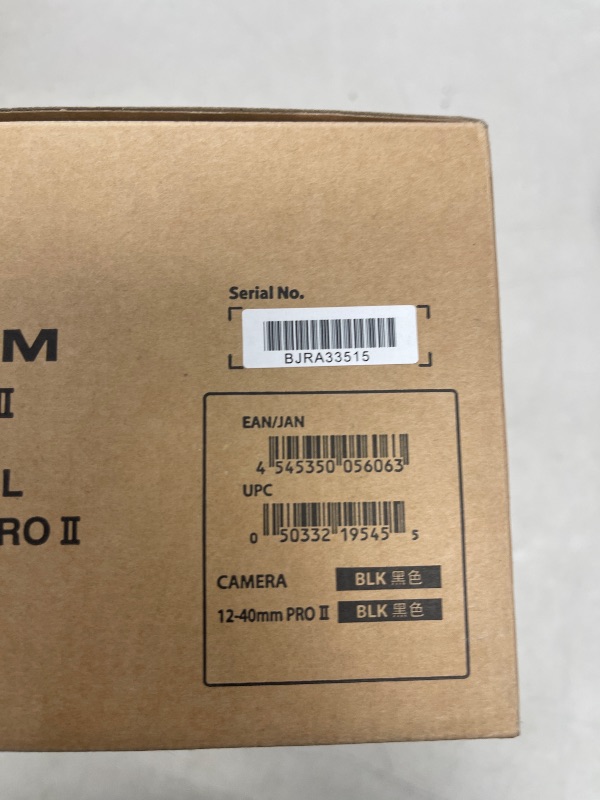 Serial No.
BJRA33515
M
II
L
RO II
EAN/JAN
4 545350 056063
UPC
0 50332 19545 5
CAMERA BLK 黑色
12-40mm PRO II BLK 黑色